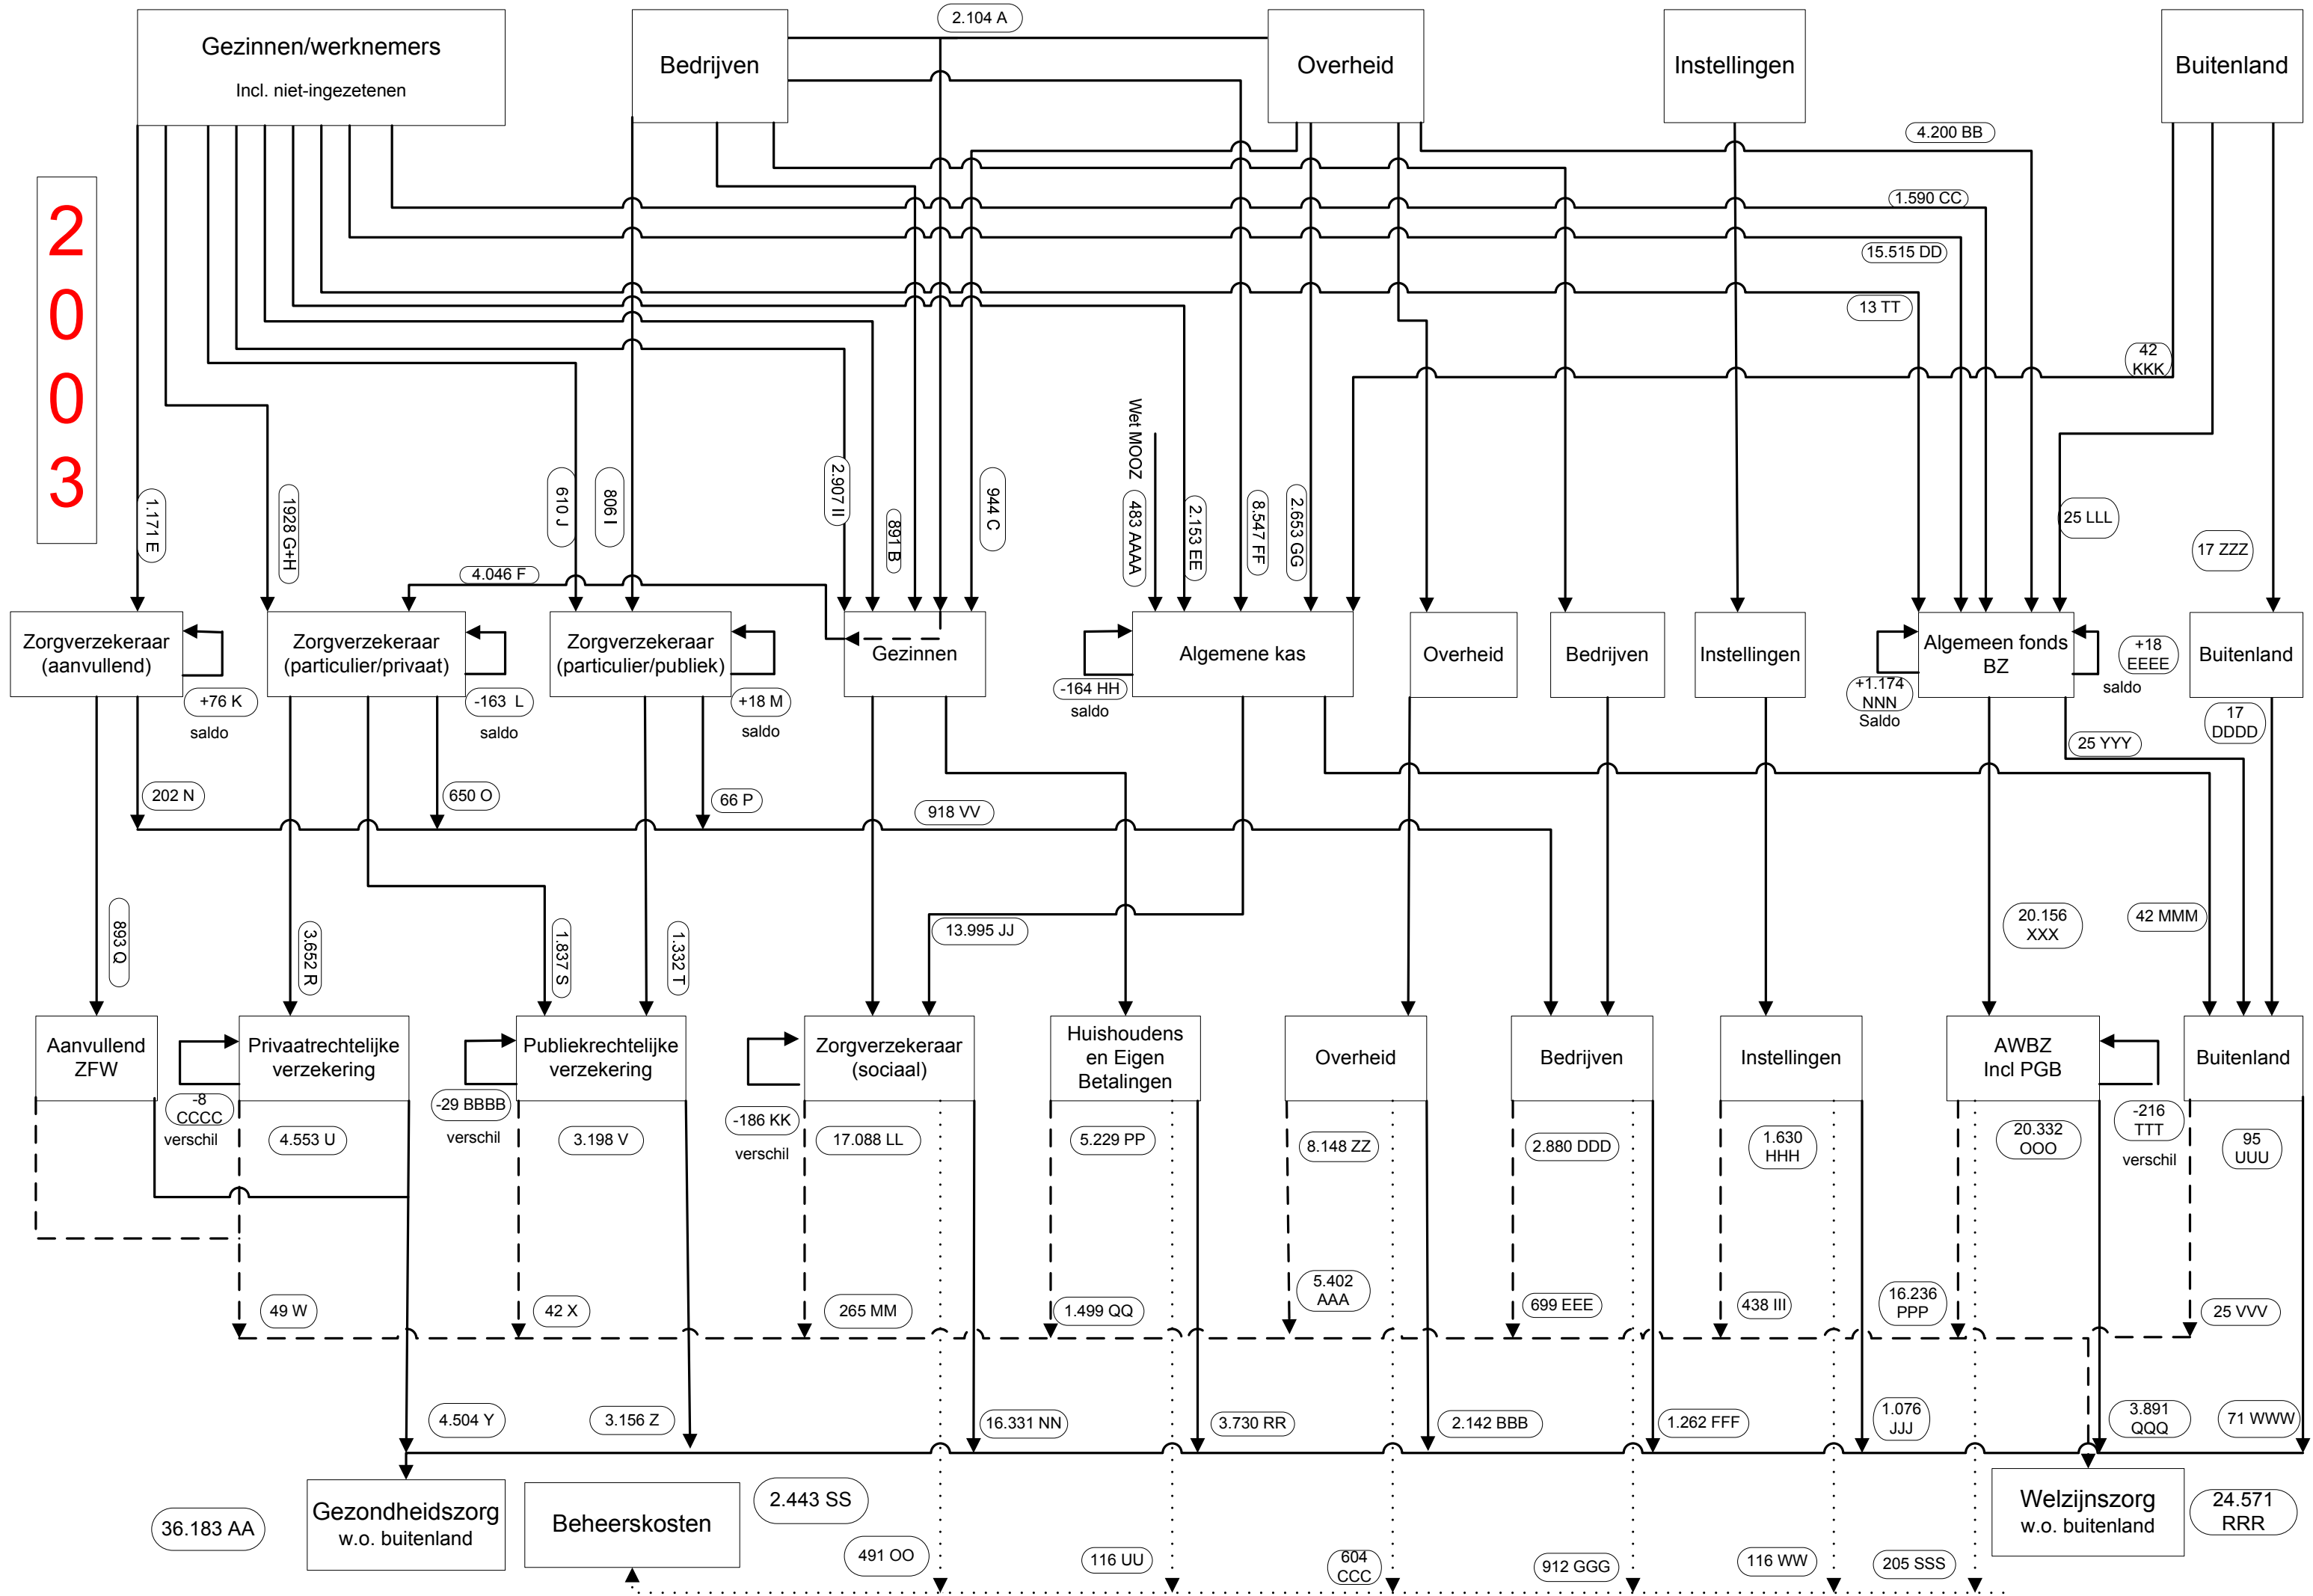 2.104 A
Gezinnen/werknemers
Incl. niet-ingezetenen
Bedrijven
Overheid
Instellingen
Buitenland
4.200 BB
1.590 CC
15.515 DD
13 TT
42
KKK
2
0
0
3
1.171 E
1928 G+H
610 J
806 I
2.907 II
891 B
944 C
Wet MOOZ
483 AAAA
2.153 EE
8.547 FF
2.653 GG
25 LLL
17 ZZZ
4.046 F
Zorgverzekeraar
(aanvullend)
Zorgverzekeraar
(particulier/privaat)
Zorgverzekeraar
(particulier/publiek)
Gezinnen
Algemene kas
Overheid
Bedrijven
Instellingen
Algemeen fonds
BZ
Buitenland
+76 K
saldo
-163 L
saldo
+18 M
saldo
-164 HH
saldo
+1.174
NNN
Saldo
+18
EEEE
saldo
17
DDDD
25 YYY
202 N
650 O
66 P
918 VV
893 Q
3.652 R
1.837 S
1.332 T
13.995 JJ
20.156
XXX
42 MMM
Aanvullend
ZFW
Privaatrechtelijke
verzekering
Publiekrechtelijke
verzekering
Zorgverzekeraar
(sociaal)
Huishoudens
en Eigen
Betalingen
Overheid
Bedrijven
Instellingen
AWBZ
Incl PGB
Buitenland
-8
CCCC
verschil
4.553 U
-29 BBBB
verschil
3.198 V
-186 KK
verschil
17.088 LL
5.229 PP
8.148 ZZ
2.880 DDD
1.630
HHH
20.332
OOO
-216
TTT
verschil
95
UUU
49 W
42 X
265 MM
1.499 QQ
5.402
AAA
699 EEE
438 III
16.236
PPP
25 VVV
4.504 Y
3.156 Z
16.331 NN
3.730 RR
2.142 BBB
1.262 FFF
1.076
JJJ
3.891
QQQ
71 WWW
36.183 AA
Gezondheidszorg
w.o. buitenland
Beheerskosten
2.443 SS
Welzijnszorg
w.o. buitenland
24.571
RRR
491 OO
116 UU
604
CCC
912 GGG
116 WW
205 SSS